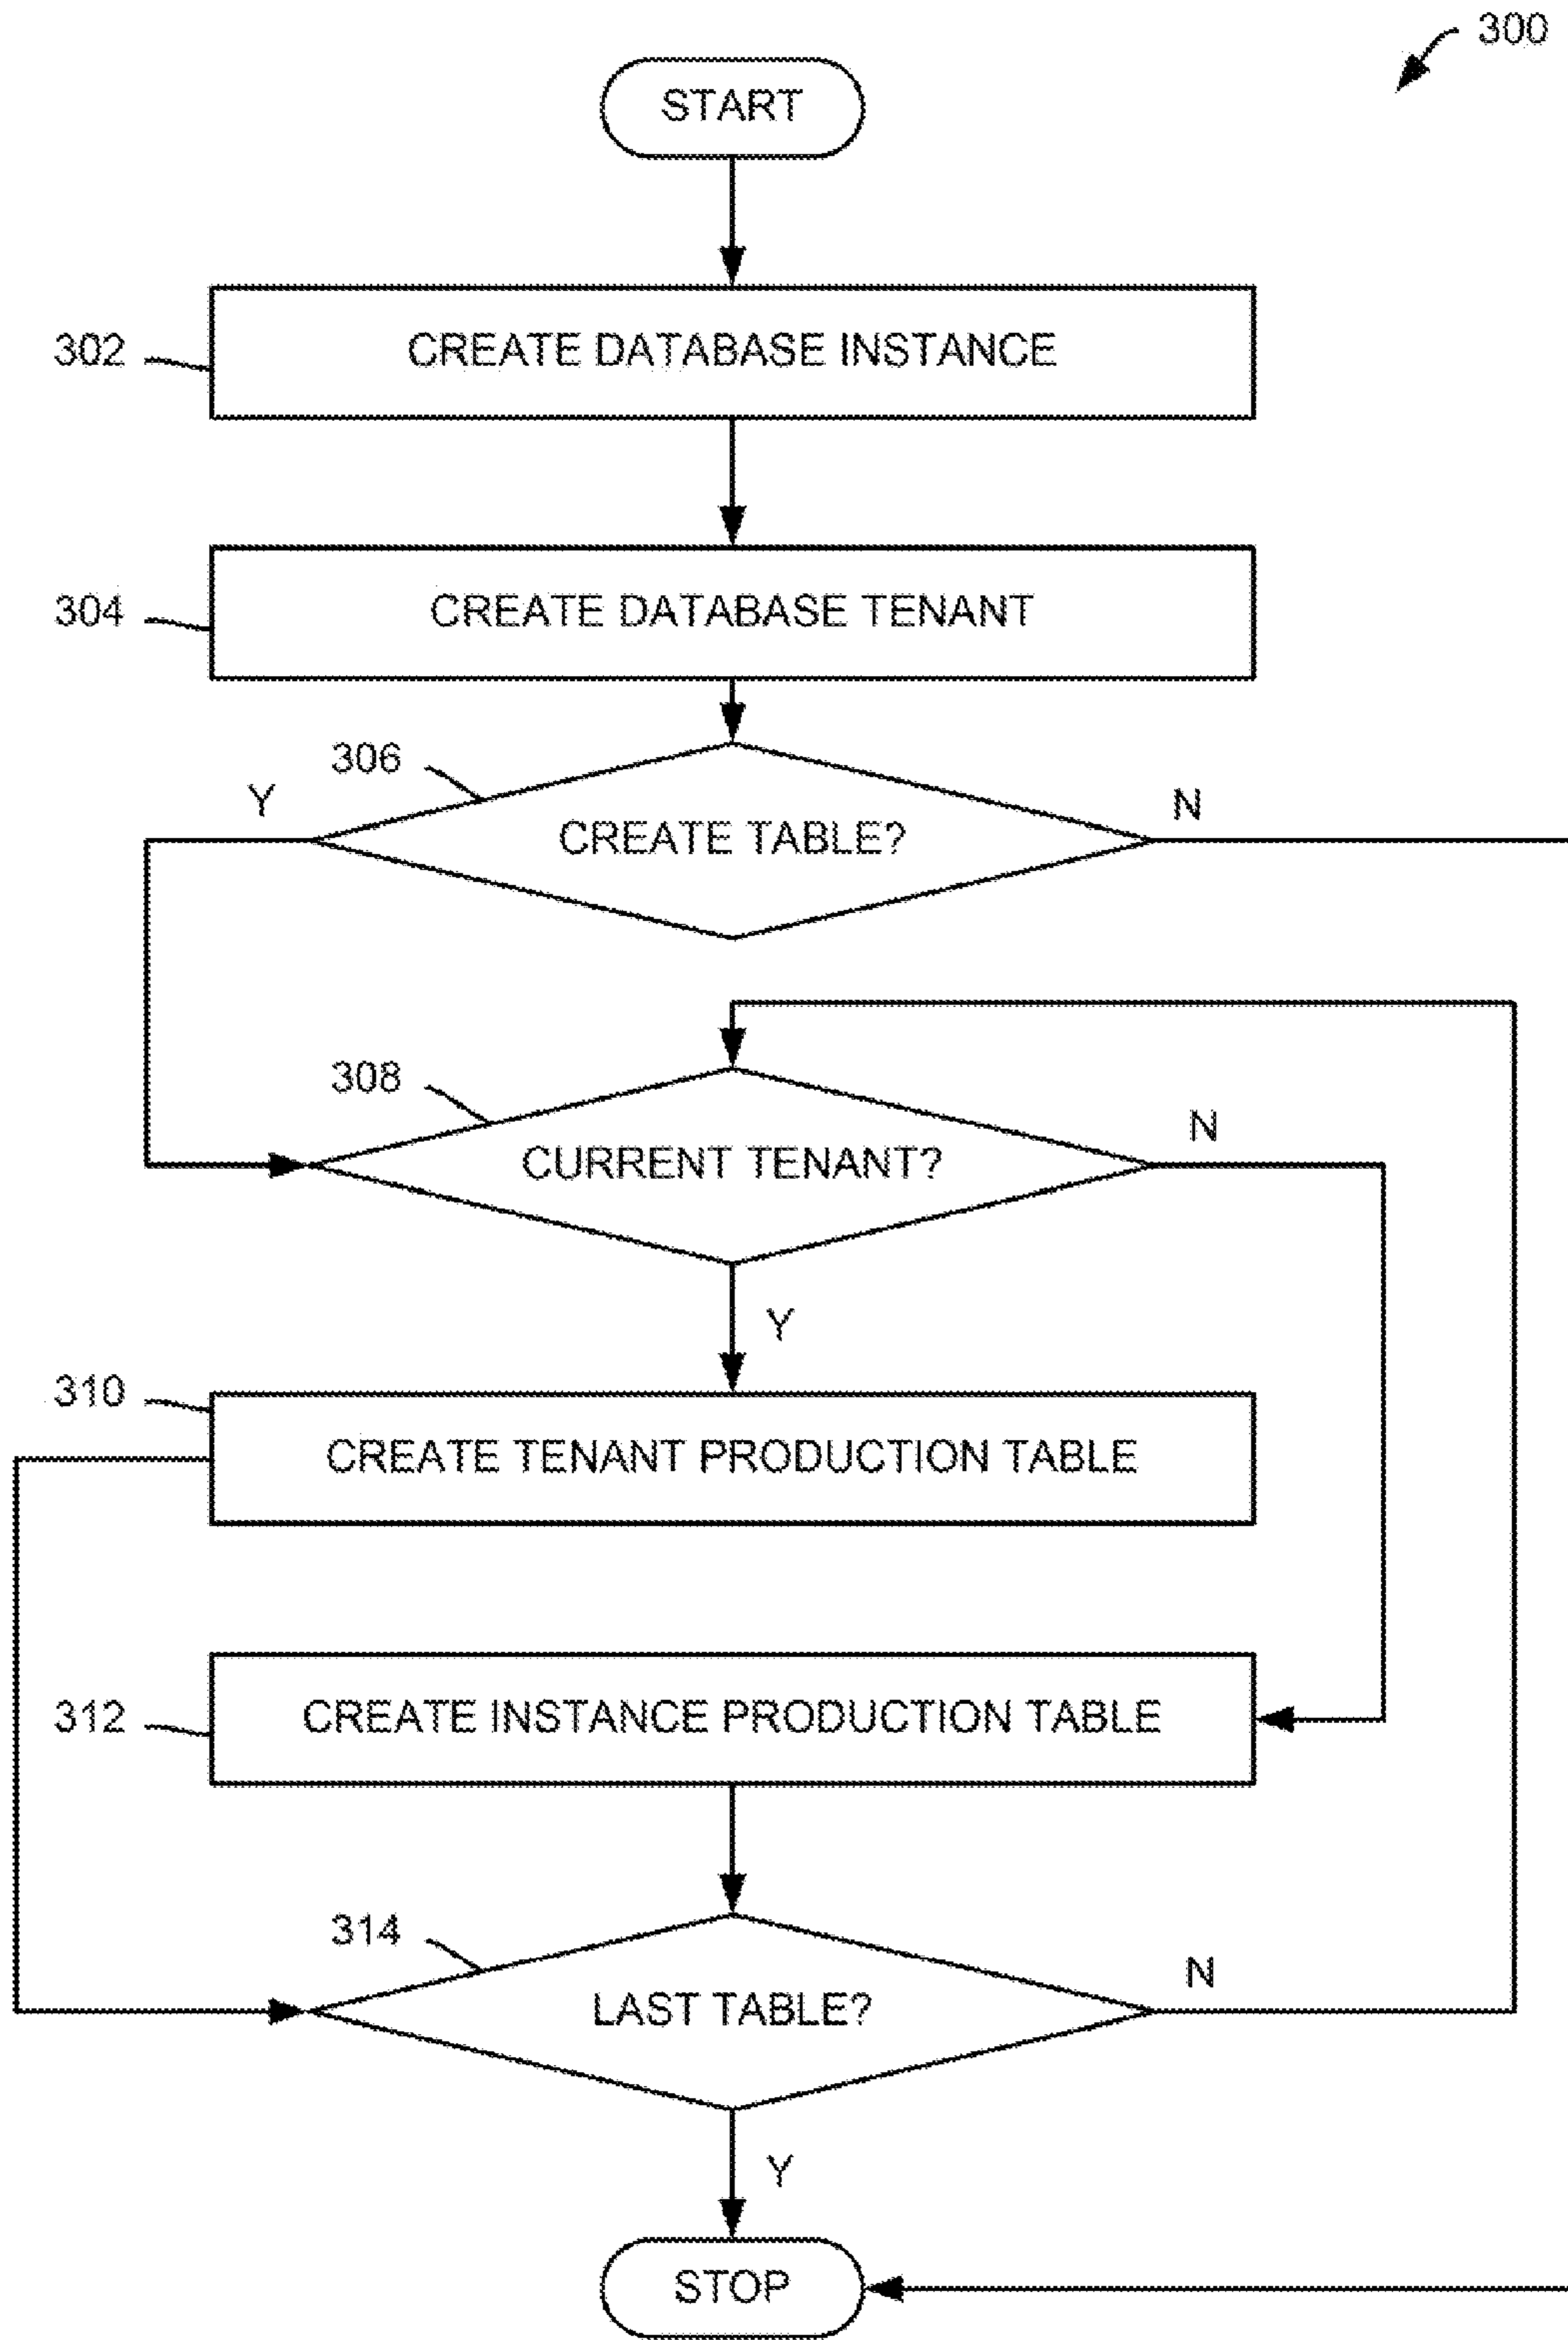 300
START
302
CREATE DATABASE INSTANCE
304
CREATE DATABASE TENANT
306
Y
N
CREATE TABLE?
308
N
CURRENT TENANT?
Y
310
CREATE TENANT PRODUCTION TABLE
312
CREATE INSTANCE PRODUCTION TABLE
314
N
LAST TABLE?
Y
STOP